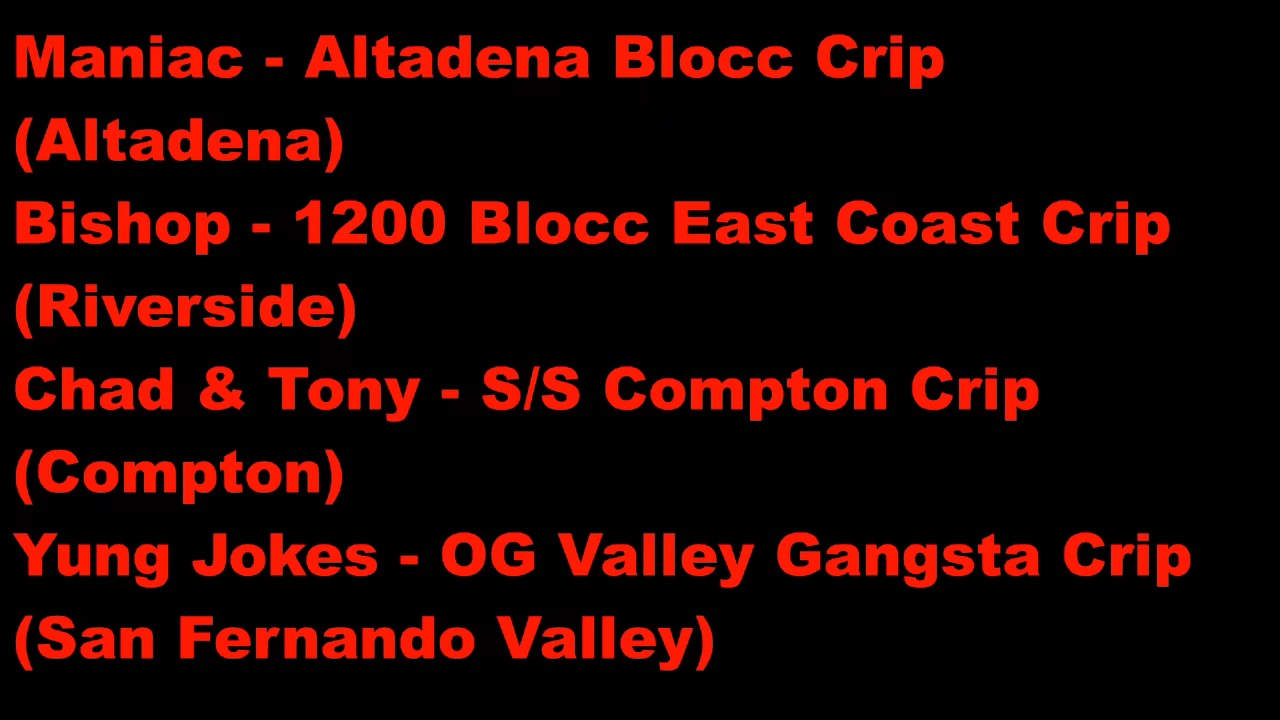 Maniac - Altadena Blocc Crip
(Altadena)
Bishop - 1200 Blocc East Coast Crip
(Riverside)
Chad & Tony - S/S Compton Crip
(Compton)
Yung Jokes - OG Valley Gangsta Crip
(San Fernando Valley)